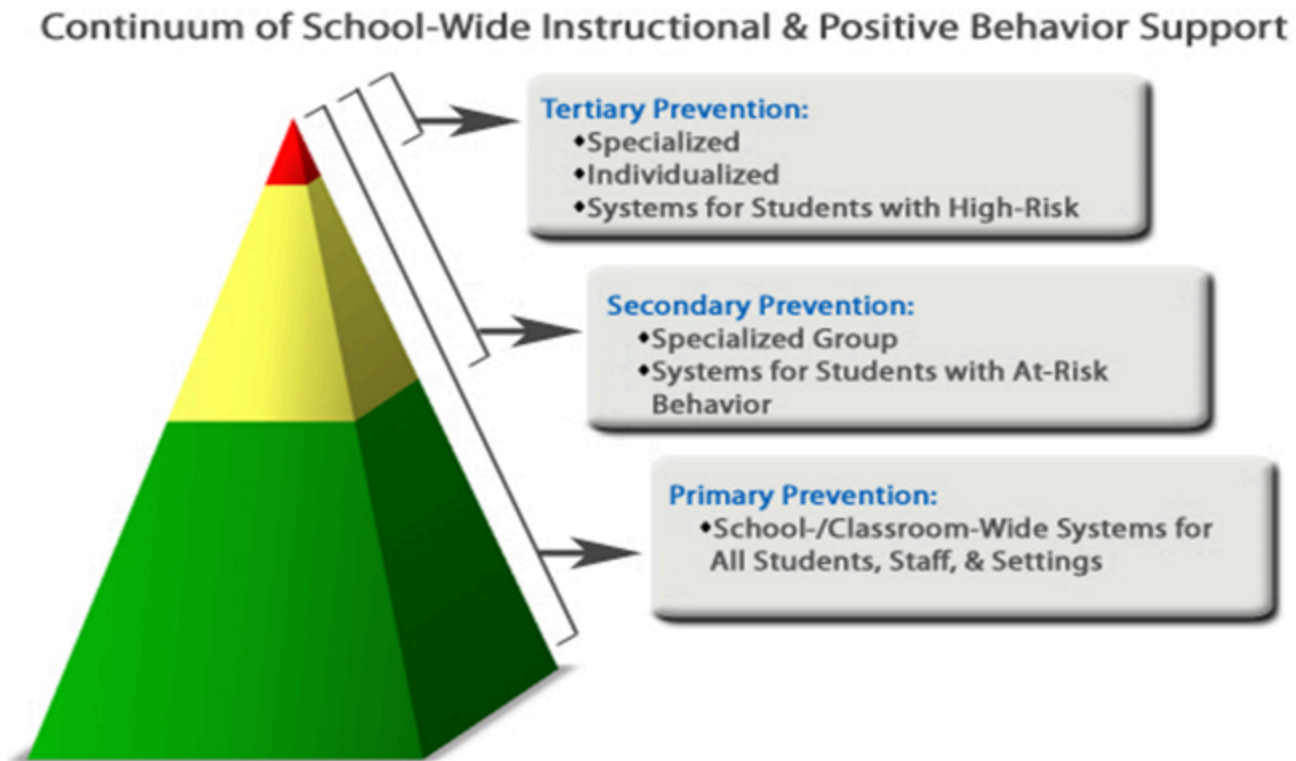 Continuum of School-Wide Instructional & Positive Behavior Support
Tertiary Prevention:
◆Specialized
◆Individualized
◆Systems for Students with High-Risk
Secondary Prevention:
◆Specialized Group
◆Systems for Students with At-Risk
Behavior
Primary Prevention:
◆School-/Classroom-Wide Systems for
All Students, Staff, & Settings